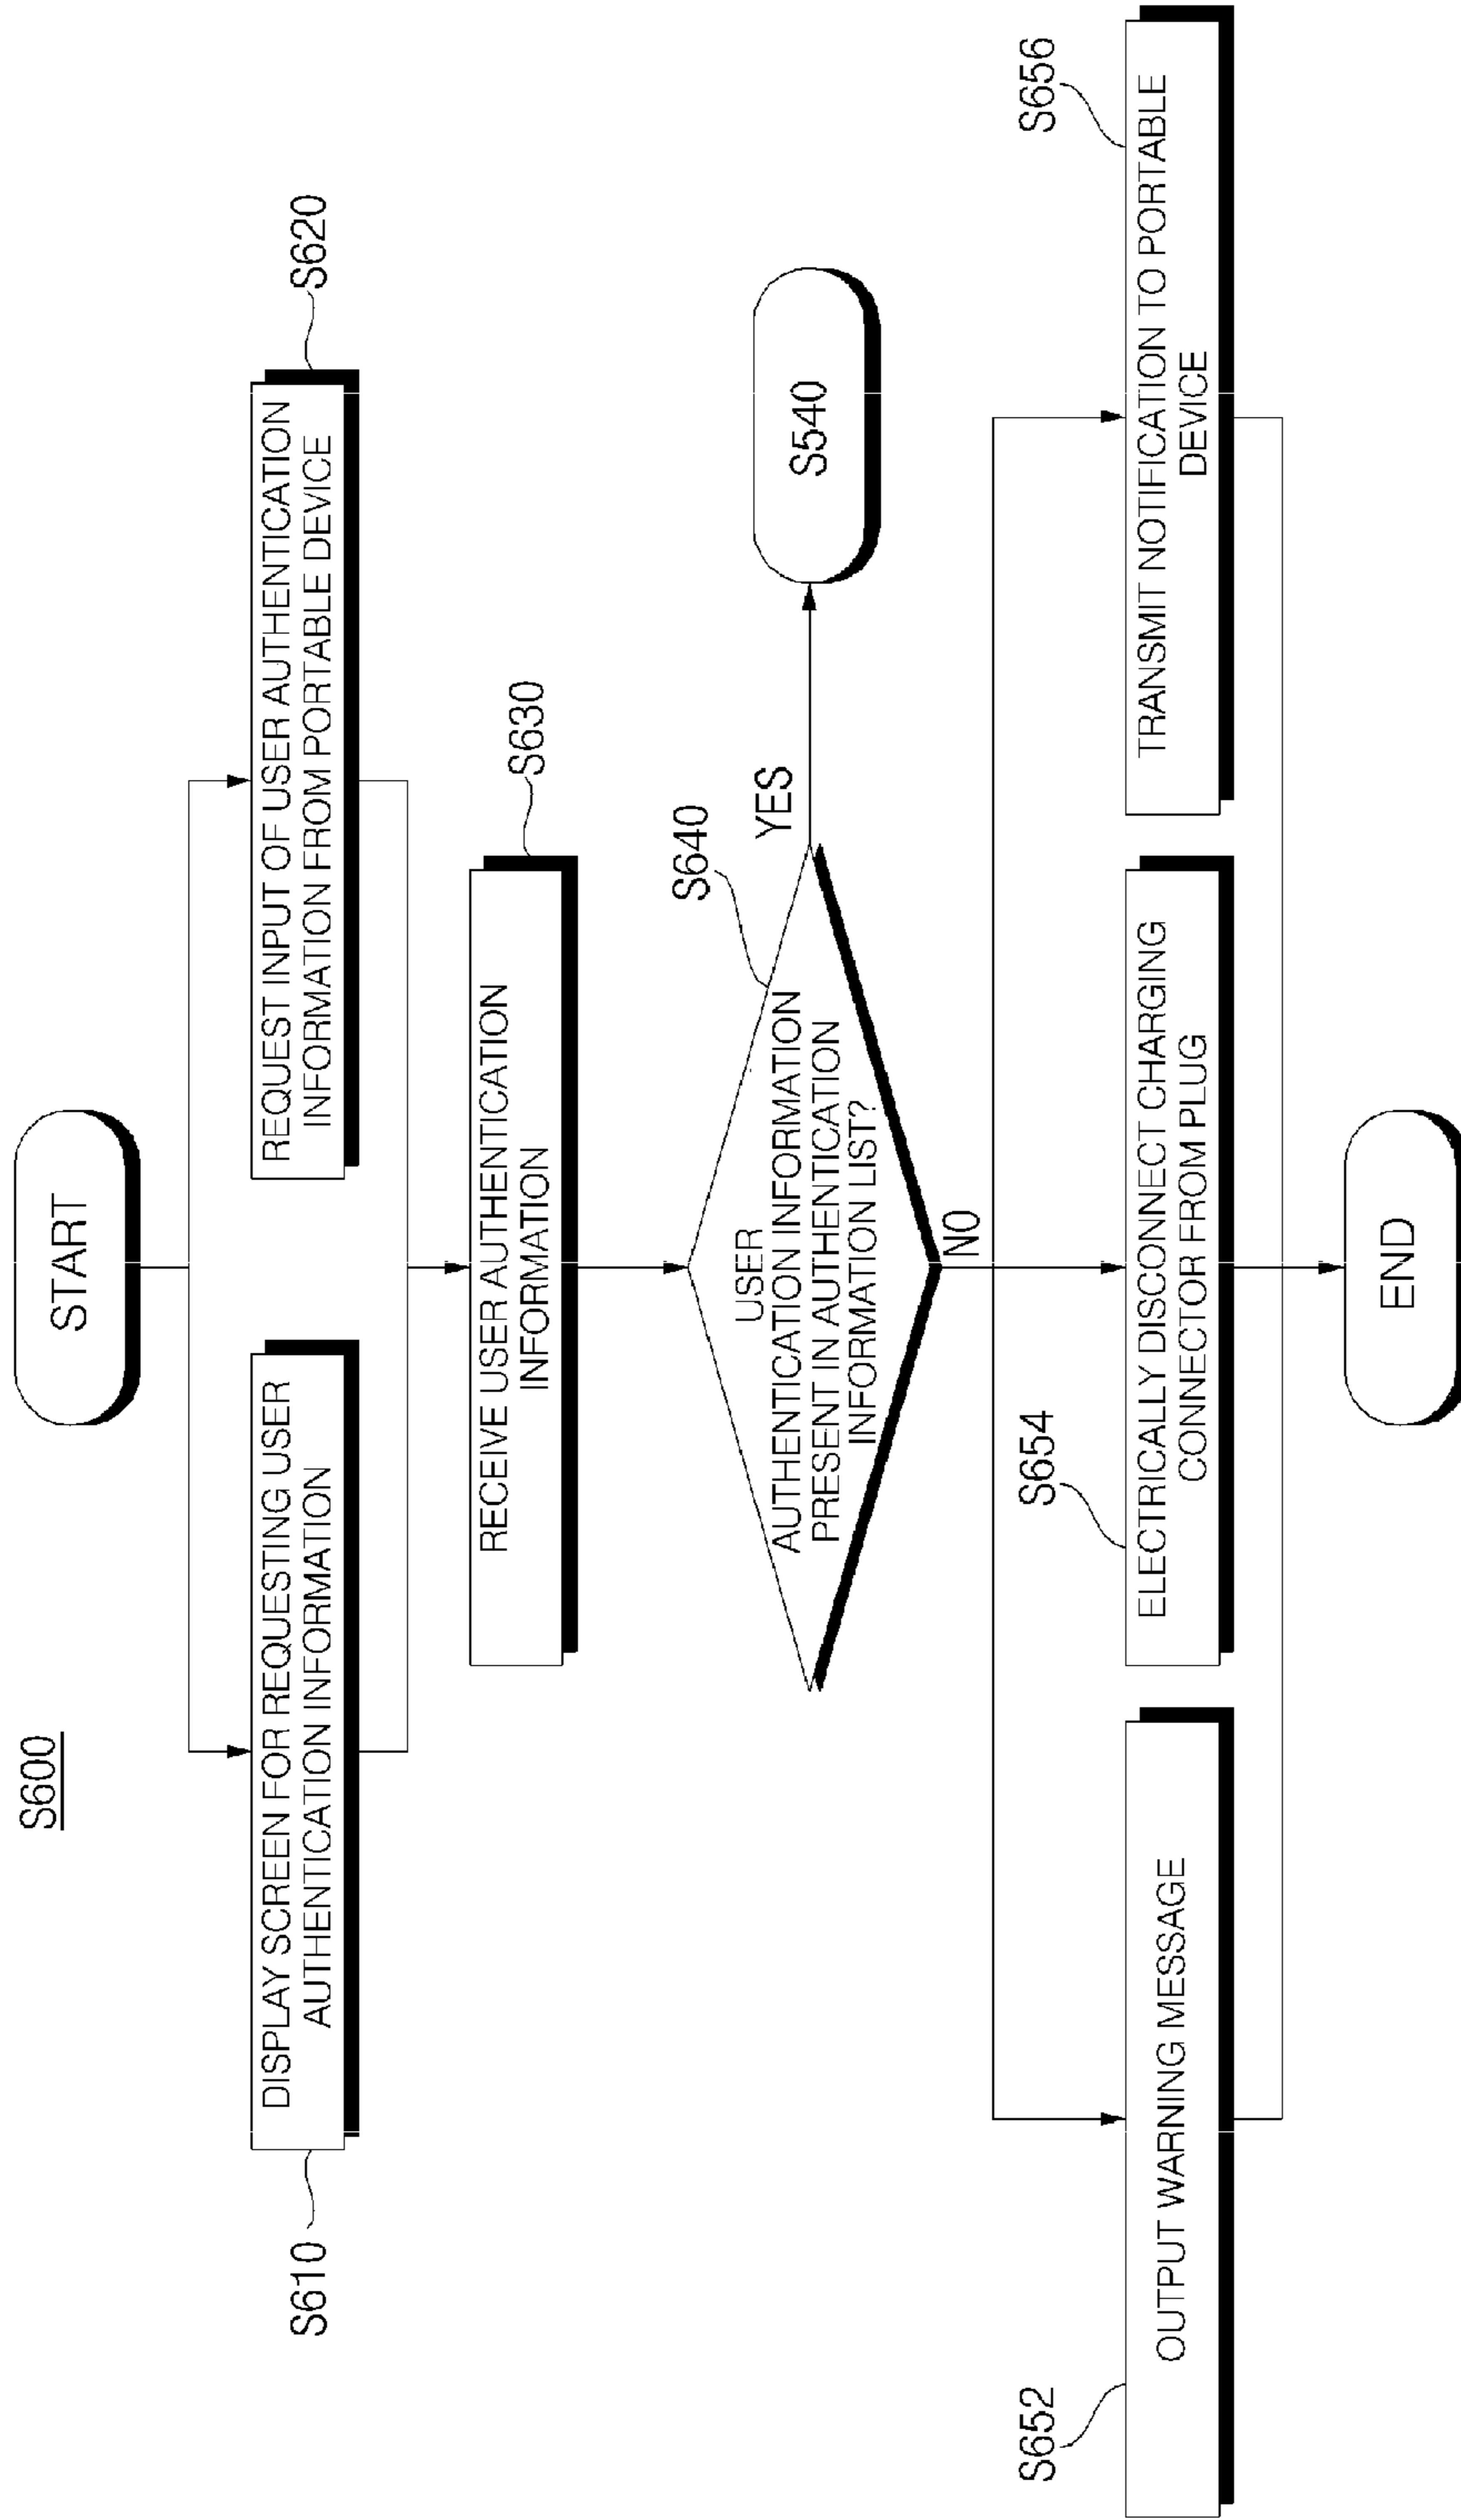 S600
START
S610
DISPLAY SCREEN FOR REQUESTING USER
AUTHENTICATION INFORMATION
REQUEST INPUT OF USER AUTHENTICATION
INFORMATION FROM PORTABLE DEVICE
S620
RECEIVE USER AUTHENTICATION
INFORMATION
S630
S640
USER
AUTHENTICATION INFORMATION
PRESENT IN AUTHENTICATION
INFORMATION LIST?
YES
S540
NO
S652
OUTPUT WARNING MESSAGE
S654
ELECTRICALLY DISCONNECT CHARGING
CONNECTOR FROM PLUG
S656
TRANSMIT NOTIFICATION TO PORTABLE
DEVICE
END